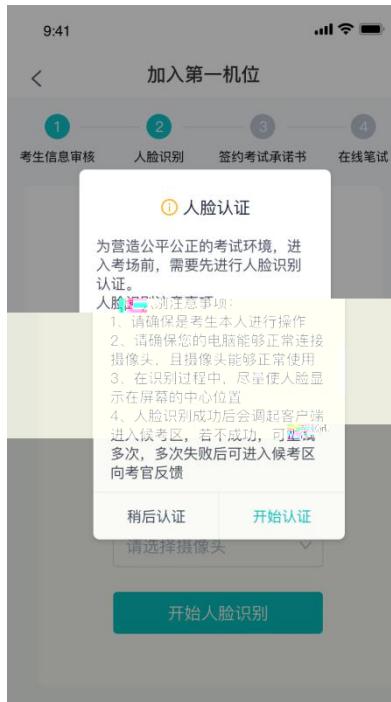 9:41
加入第一机位
1
2
3
4
考生信息审核
人脸识别
签约考试承诺书
在线笔试
人脸认证
为营造公平公正的考试环境，进
入考场前，需要先进行人脸识别
认证。
人脸识别注意事项：
1、请确保是考生本人进行操作
2、请确保您的电脑能够正常连接
摄像头，且摄像头能够正常使用
3、在识别过程中，尽量使人脸显
示在屏幕的中心位置
4、人脸识别成功后会调起客户端
进入候考区，若不成功，可
多次，多次失败后可进入候考区
向考官反馈
稍后认证
开始认证
请选择摄像头
开始人脸识别